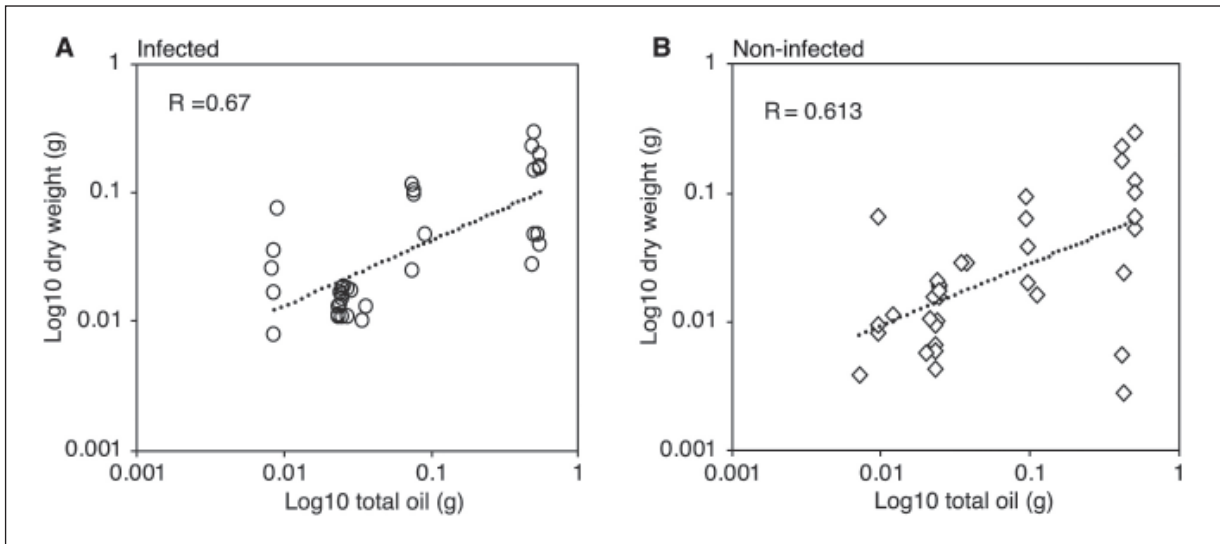 A Infected
1
R =0.67
0.1
0.01
0.001
Log10 dry weight (g)
0.001 0.01 0.1 1
Log10 total oil (g)
B Non-infected
1
R = 0.613
0.1
0.01
0.001
Log10 dry weight (g)
0.001 0.01 0.1 1
Log10 total oil (g)